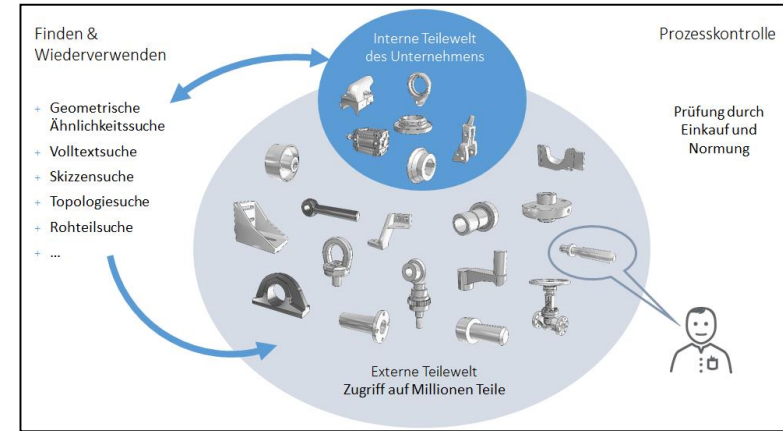 Finden &
Wiederverwenden
+ Geometrische
Ähnlichkeitssuche
+ Volltextsuche
+ Skizzensuche
+ Topologiesuche
+ Rohteilsuche
+ ...
Interne Teilewelt
des Unternehmens
Prozesskontrolle
Prüfung durch
Einkauf und
Normung
Externe Teilewelt
Zugriff auf Millionen Teile